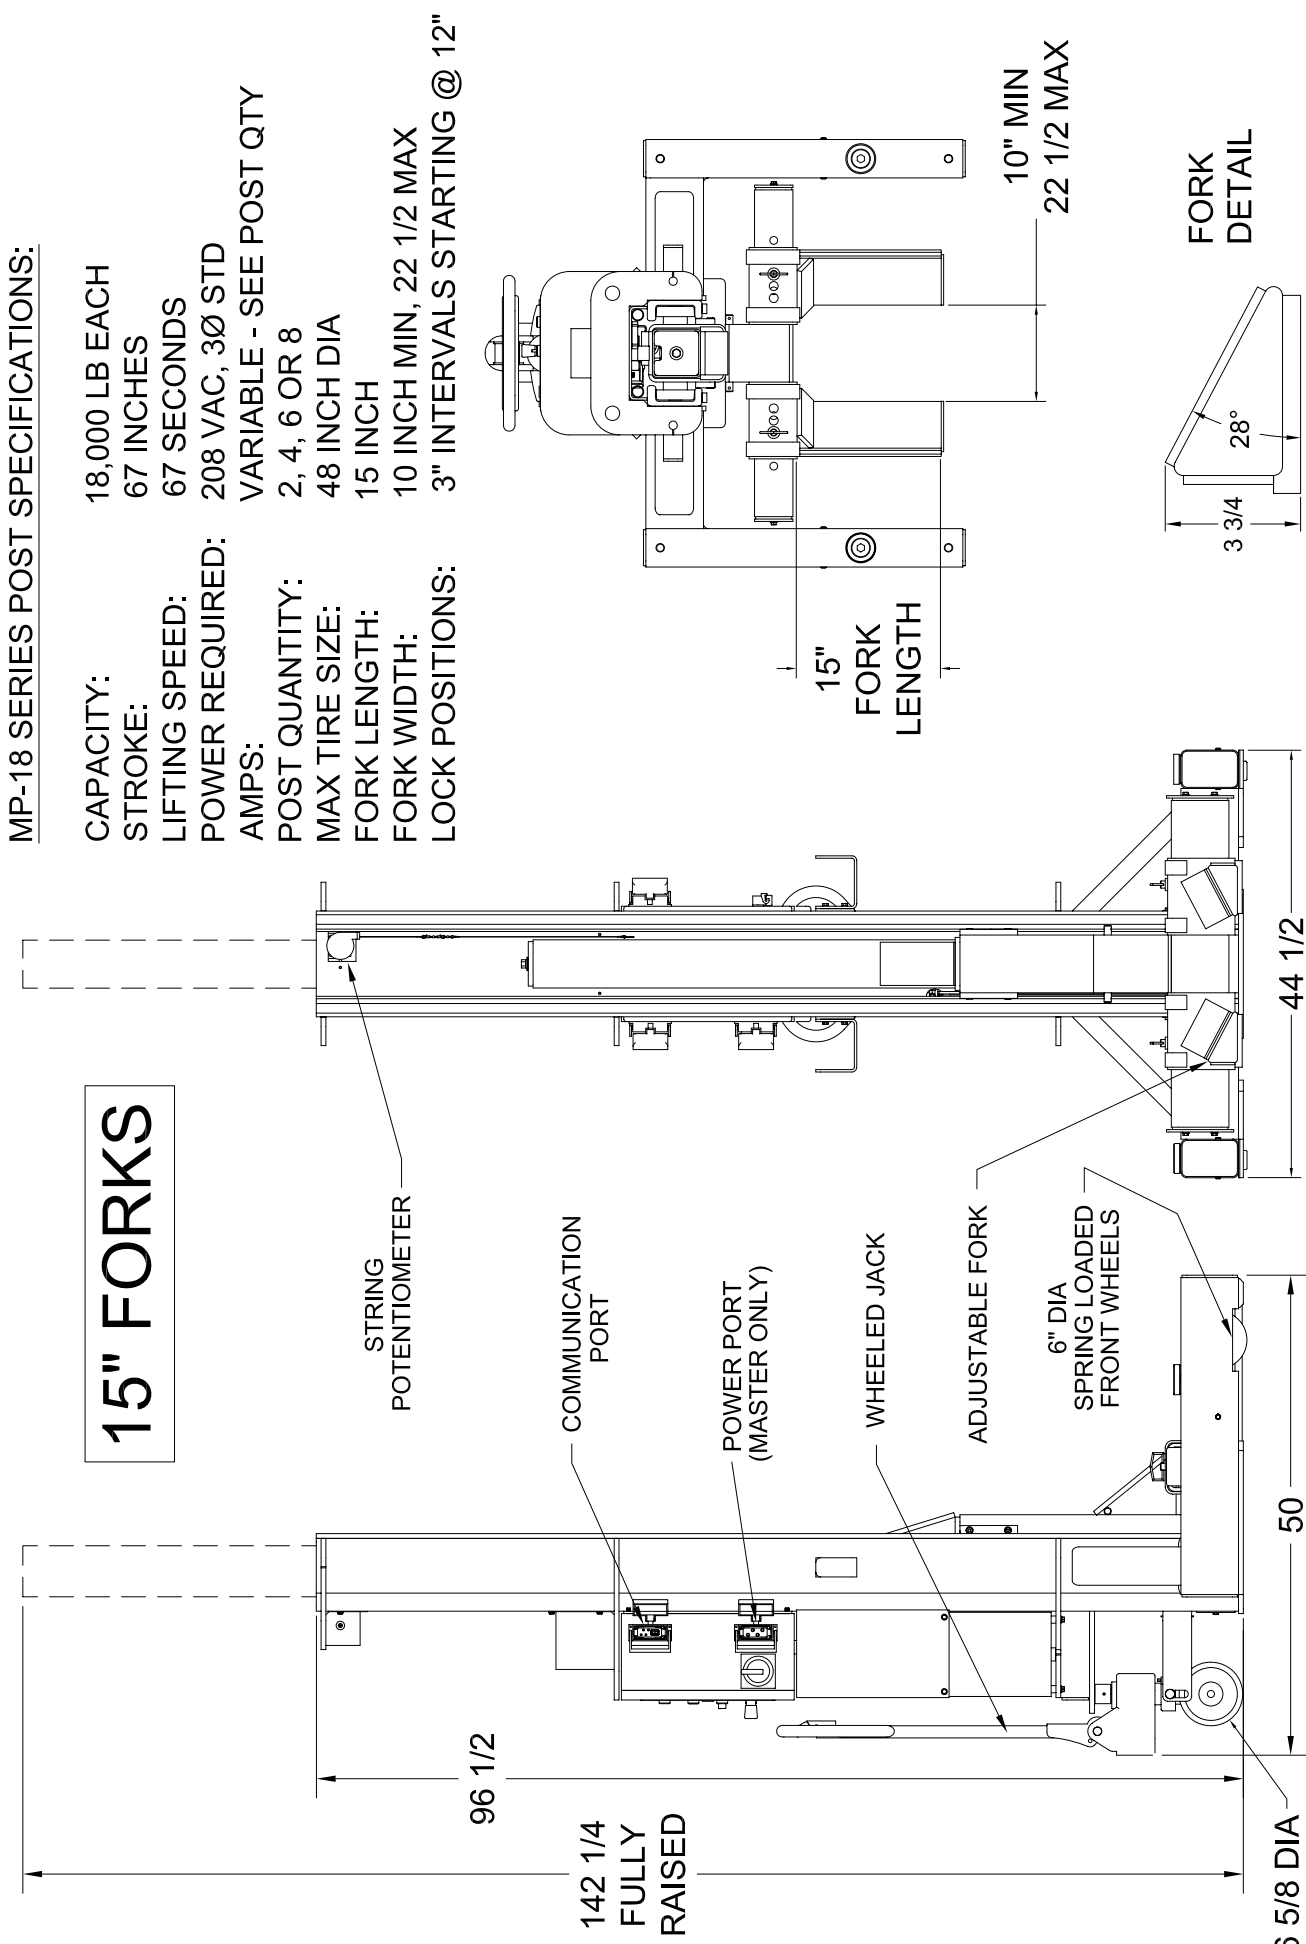 MP-18 SERIES POST SPECIFICATIONS:
CAPACITY: 18,000 LB EACH
STROKE: 67 INCHES
LIFTING SPEED: 67 SECONDS
POWER REQUIRED: 208 VAC, 3Ø STD
AMPS: VARIABLE - SEE POST QTY
POST QUANTITY: 2, 4, 6 OR 8
MAX TIRE SIZE: 48 INCH DIA
FORK LENGTH: 15 INCH
FORK WIDTH: 10 INCH MIN, 22 1/2 MAX
LOCK POSITIONS: 3" INTERVALS STARTING @ 12"
15" FORKS
STRING
POTENTIOMETER
COMMUNICATION
PORT
POWER PORT
(MASTER ONLY)
WHEELED JACK
ADJUSTABLE FORK
6" DIA
SPRING LOADED
FRONT WHEELS
96 1/2
142 1/4
FULLY
RAISED
50
6 5/8 DIA
44 1/2
15"
FORK
LENGTH
10" MIN
22 1/2 MAX
FORK
DETAIL
28°
3 3/4